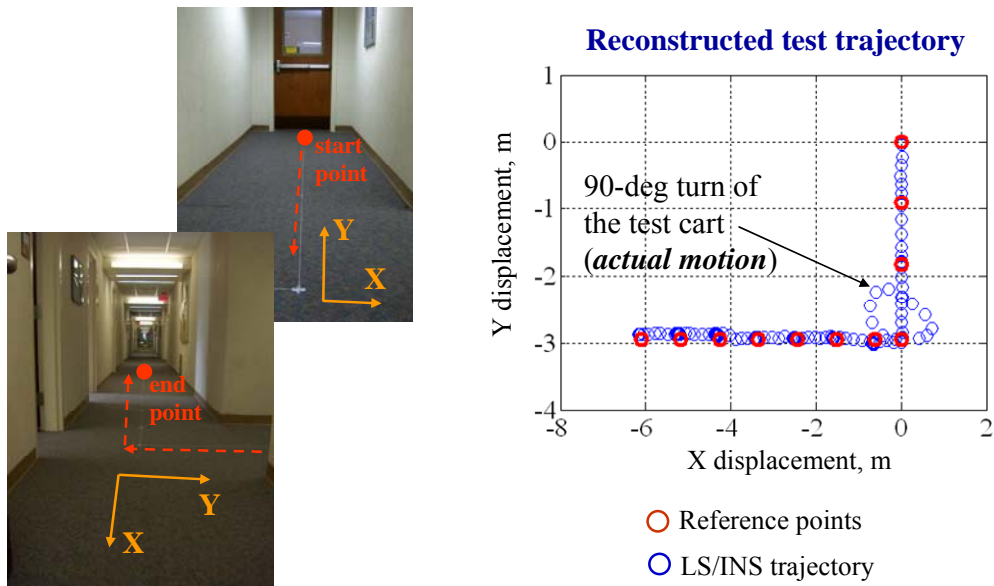 start
point
Y
X
end
point
Y
X
Reconstructed test trajectory
Y displacement, m
1
0
-1
-2
-3
-4
90-deg turn of
the test cart
(actual motion)
-8 -6 -4 -2 0 2
X displacement, m
Reference points
LS/INS trajectory